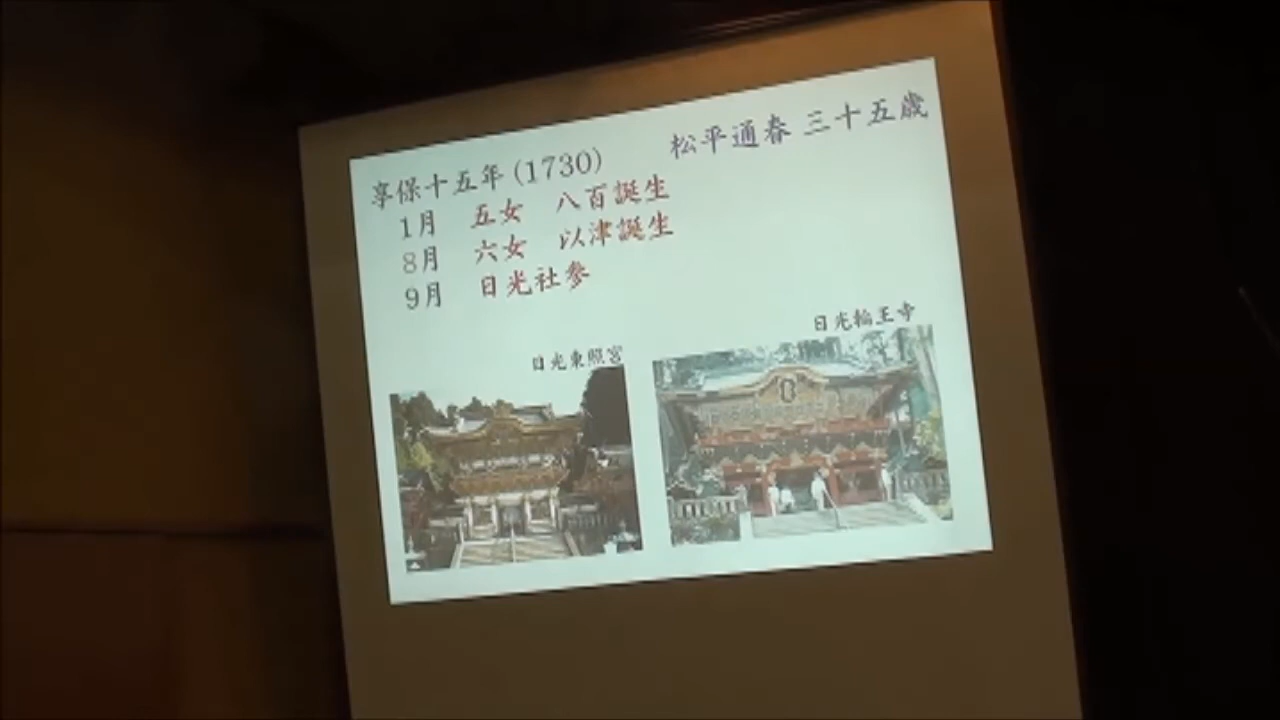 享保十五年(1730) 松平通春 三十五歳
1月 五女 八百誕生
8月 六女 以津誕生
9月 日光社参
日光東照宮
日光輪王寺